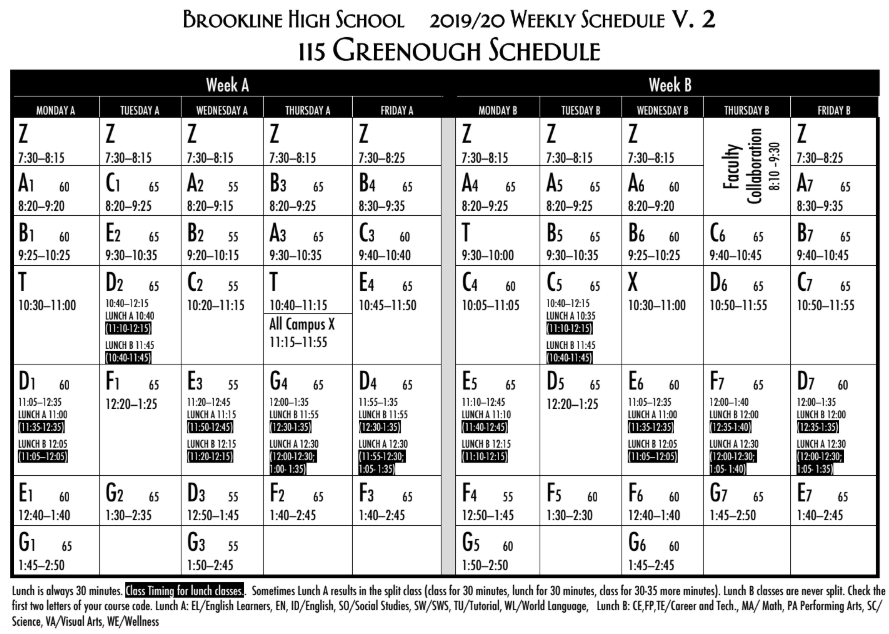 BROOKLINE HIGH SCHOOL 2019/20 WEEKLY SCHEDULE V. 2
115 GREENOUGH SCHEDULE
Week A
Week B
MONDAY A
TUESDAY A
WEDNESDAY A
THURSDAY A
FRIDAY A
MONDAY B
TUESDAY B
WEDNESDAY B
THURSDAY B
FRIDAY B
Z
7:30–8:15
Z
7:30–8:15
Z
7:30–8:15
Z
7:30–8:15
Z
7:30–8:25
Z
7:30–8:15
Z
7:30–8:15
Z
7:30–8:15
Faculty
Collaboration
8:10 –9:30
Z
7:30–8:25
A1 60
8:20–9:20
C1 65
8:20–9:25
A2 55
8:20–9:15
B3 65
8:20–9:25
B4 65
8:30–9:35
A4 65
8:20–9:25
A5 65
8:20–9:25
A6 60
8:20–9:20
A7 65
8:30–9:35
B1 60
9:25–10:25
E2 65
9:30–10:35
B2 55
9:20–10:15
A3 65
9:30–10:35
C3 60
9:40–10:40
T
9:30–10:00
B5 65
9:30–10:35
B6 60
9:25–10:25
C6 65
9:40–10:45
B7 65
9:40–10:45
T
10:30–11:00
D2 65
10:40–12:15
LUNCH A 10:40
(11:10-12:15)
LUNCH B 11:45
(10:40-11:45)
C2 55
10:20–11:15
T
10:40–11:15
All Campus X
11:15–11:55
E4 65
10:45–11:50
C4 60
10:05–11:05
C5 65
10:40–12:15
LUNCH A 10:35
(11:10-12:15)
LUNCH B 11:45
(10:40-11:45)
X
10:30–11:00
D6 65
10:50–11:55
C7 65
10:50–11:55
D1 60
11:05–12:35
LUNCH A 11:00
(11:35-12:35)
LUNCH B 12:05
(11:05–12:05)
F1 65
12:20–1:25
E3 55
11:20–12:45
LUNCH A 11:15
(11:50-12:45)
LUNCH B 12:15
(11:20-12:15)
G4 65
12:00–1:35
LUNCH B 11:55
(12:30-1:35)
LUNCH A 12:30
(12:00-12:30;
1:00- 1:35)
D4 65
11:55–1:35
LUNCH B 11:55
(12:30-1:35)
LUNCH A 12:30
(11:55-12:30;
1:05- 1:35)
E5 60
11:10–12:45
LUNCH A 11:10
(11:40-12:45)
LUNCH B 12:15
(11:10-12:15)
D5 65
12:20–1:25
E6 60
11:05–12:35
LUNCH A 11:00
(11:35-12:35)
LUNCH B 12:05
(11:05–12:05)
F7 65
12:00–1:40
LUNCH B 12:00
(12:35-1:40)
LUNCH A 12:30
(12:00-12:30;
1:05- 1:40)
D7 60
12:00–1:35
LUNCH B 12:00
(12:35-1:35)
LUNCH A 12:30
(12:00-12:30;
1:05- 1:35)
E1 60
12:40–1:40
G2 65
1:30–2:35
D3 55
12:50–1:45
F2 65
1:40–2:45
F3 65
1:40–2:45
F4 55
12:50–1:45
F5 60
1:30–2:30
F6 60
12:40–1:40
G7 65
1:45–2:50
E7 65
1:40–2:45
G1 65
1:45–2:50
G3 55
1:50–2:45
G5 60
1:50–2:50
G6 60
1:45–2:45
Lunch is always 30 minutes. Class Timing for lunch classes. Sometimes Lunch A results in the split class (class for 30 minutes, lunch for 30 minutes, class for 30-35 more minutes). Lunch B classes are never split. Check the
first two letters of your course code. Lunch A: EL/English Learners, EN, ID/English, SO/Social Studies, SW/SWS, TU/Tutorial, WL/World Language, Lunch B: CE,FP,TE/Career and Tech., MA/ Math, PA Performing Arts, SC/
Science, VA/Visual Arts, WE/Wellness